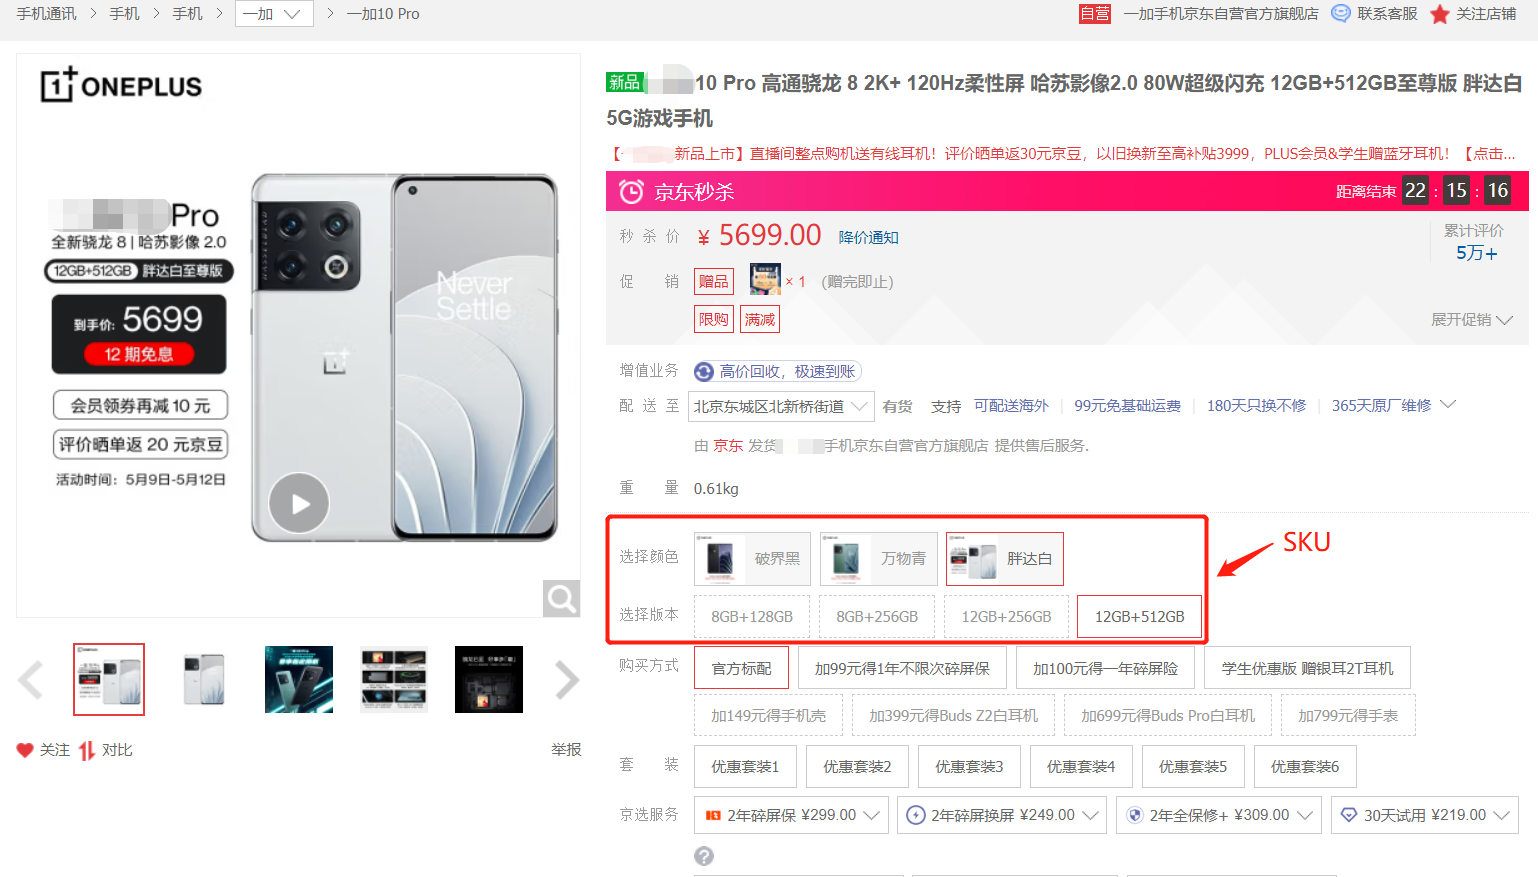 手机通讯 > 手机 > 手机 > 一加 > 一加10 Pro
自营 一加手机京东自营官方旗舰店 联系客服 关注店铺
1+ ONEPLUS
Pro
全新骁龙 8 | 哈苏影像 2.0
12GB+512GB 胖达白至尊版
到手价: 5699
12 期免息
会员领券再减 10 元
评价晒单返 20 元京豆
活动时间：5月9日-5月12日
HASSELBLAD
Never
Settle
1+
关注 对比 举报
新品 10 Pro 高通骁龙 8 2K+ 120Hz柔性屏 哈苏影像2.0 80W超级闪充 12GB+512GB至尊版 胖达白
5G游戏手机
【 新品上市】直播间整点购机送有线耳机！评价晒单返30元京豆，以旧换新至高补贴3999，PLUS会员&学生赠蓝牙耳机！【点击...
京东秒杀 距离结束 22 : 15 : 16
秒杀价 ¥ 5699.00 降价通知 累计评价
5万+
促销 赠品 × 1 (赠完即止)
限购 满减 展开促销
增值业务 高价回收，极速到账
配送至 北京东城区北新桥街道 有货 支持 可配送海外 99元免基础运费 180天只换不修 365天原厂维修
由 京东 发货 手机京东自营官方旗舰店 提供售后服务.
重量 0.61kg
选择颜色 破界黑 万物青 胖达白
SKU
选择版本 8GB+128GB 8GB+256GB 12GB+256GB 12GB+512GB
购买方式 官方标配 加99元得1年不限次碎屏保 加100元得一年碎屏险 学生优惠版 赠银耳2T耳机
加149元得手机壳 加399元得Buds Z2白耳机 加699元得Buds Pro白耳机 加799元得手表
套装 优惠套装1 优惠套装2 优惠套装3 优惠套装4 优惠套装5 优惠套装6
京选服务 2年碎屏保 ¥299.00 2年碎屏换屏 ¥249.00 2年全保修+ ¥309.00 30天试用 ¥219.00
?